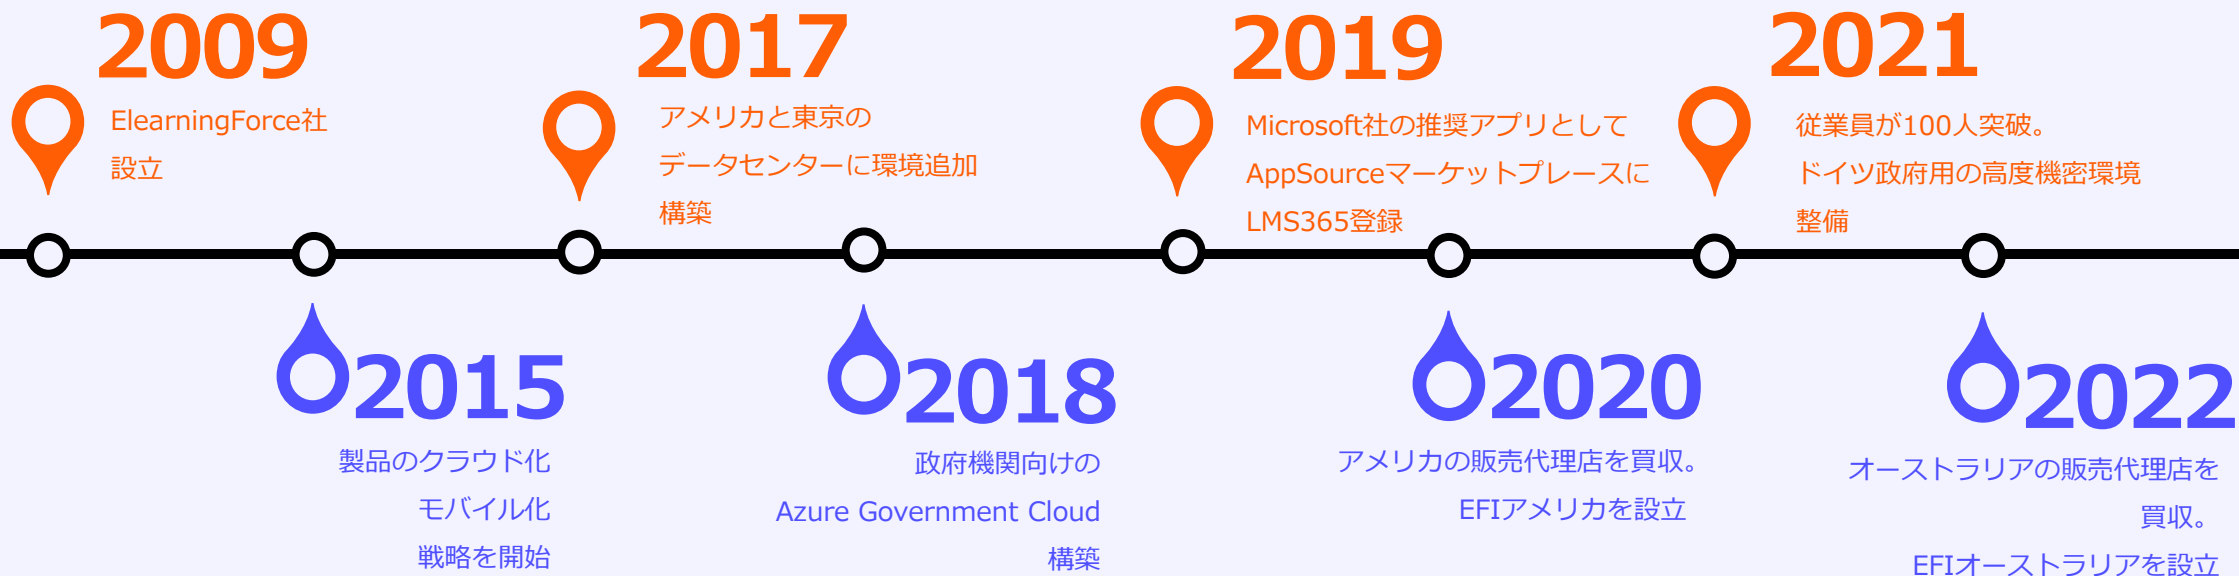 2009
ElearningForce社
設立
2015
製品のクラウド化
モバイル化
戦略を開始
2017
アメリカと東京の
データセンターに環境追加
構築
2018
政府機関向けの
Azure Government Cloud
構築
2019
Microsoft社の推奨アプリとして
AppSourceマーケットプレースに
LMS365登録
2020
アメリカの販売代理店を買収。
EFIアメリカを設立
2021
従業員が100人突破。
ドイツ政府用の高度機密環境
整備
2022
オーストラリアの販売代理店を
買収。
EFIオーストラリアを設立